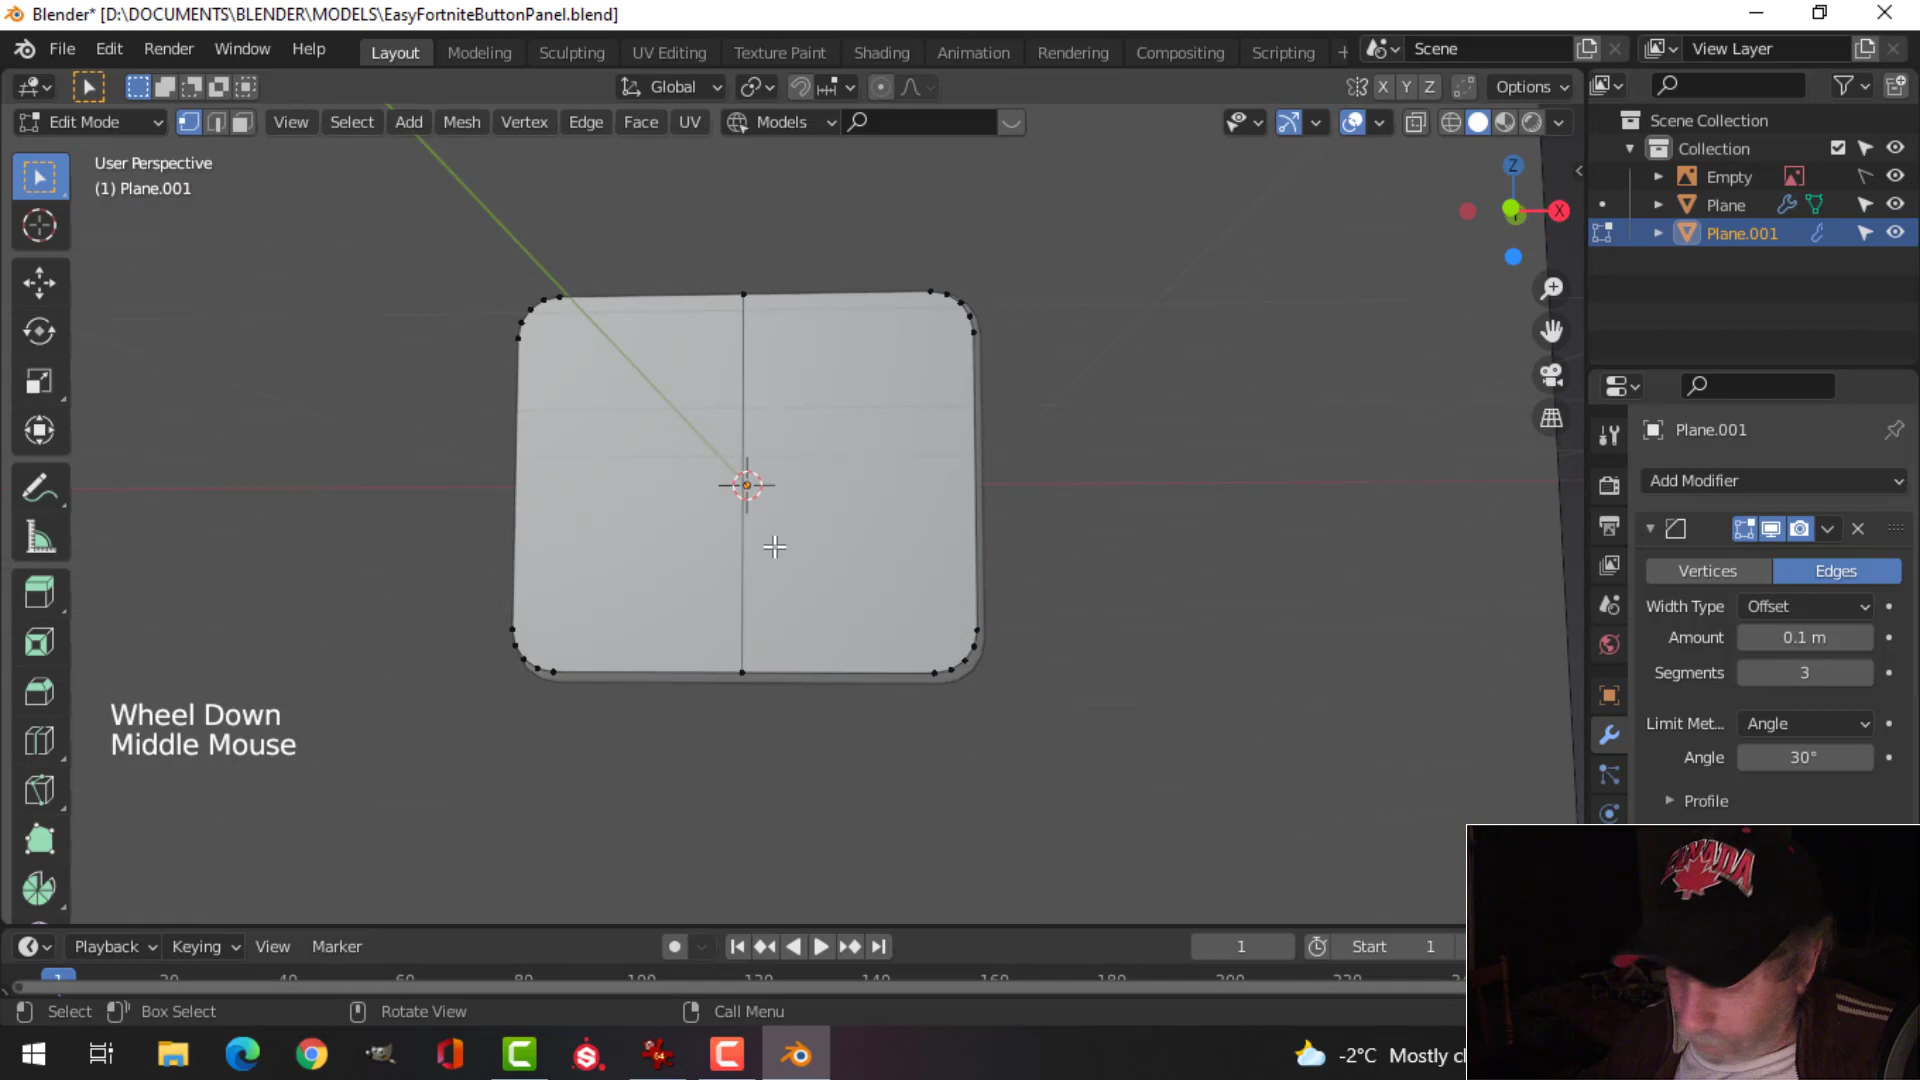 Blender* [D:\DOCUMENTS\BLENDER\MODELS\EasyFortniteButtonPanel.blend]
File Edit Render Window Help Layout Modeling Sculpting UV Editing Texture Paint Shading Animation Rendering Compositing Scripting + Scene View Layer
Global X Y Z Options
Edit Mode View Select Add Mesh Vertex Edge Face UV Models
Scene Collection
Collection
Empty
Plane
Plane.001
User Perspective
(1) Plane.001
Z
X
Plane.001
Add Modifier
Vertices Edges
Width Type Offset
Amount 0.1 m
Segments 3
Limit Met... Angle
Angle 30°
Profile
Wheel Down
Middle Mouse
CANADA
Playback Keying View Marker 1 Start 1
1
Select Box Select Rotate View Call Menu
-2°C Mostly cl